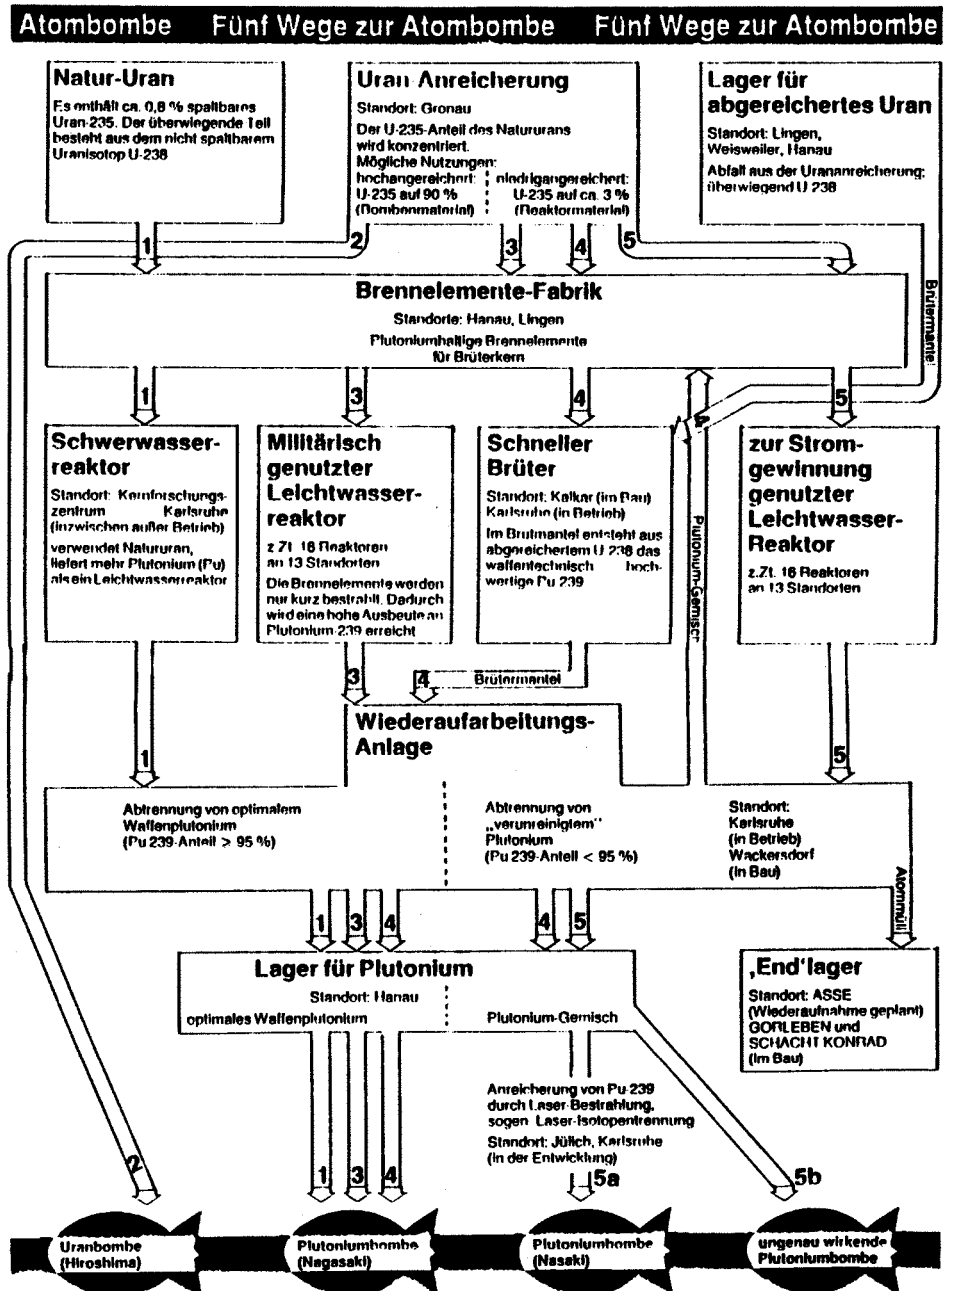 Atombombe Fünf Wege zur Atombombe Fünf Wege zur Atombombe
Natur-Uran
Es enthält ca. 0,8 % spaltbares
Uran-235. Der überwiegende Teil
besteht aus dem nicht spaltbarem
Uranisotop U-238
Uran-Anreicherung
Standort: Gronau
Der U-235-Anteil des Natururans
wird konzentriert.
Mögliche Nutzungen:
hochangereichert:
U-235 auf 90 %
(Bombenmaterial)
niedrigangereichert:
U-235 auf ca. 3 %
(Reaktormaterial)
Lager für
abgereichertes Uran
Standort: Lingen,
Weisweiler, Hanau
Abfall aus der Urananreicherung:
überwiegend U 238
1
2
3
4
5
Brütermantel
Brennelemente-Fabrik
Standorte: Hanau, Lingen
Plutoniumhaltige Brennelemente
für Brüterkern
1
3
4
4
5
Schwerwasser-
reaktor
Standort: Kernforschungs-
zentrum Karlsruhe
(inzwischen außer Betrieb)
verwendet Natururan,
liefert mehr Plutonium (Pu)
als ein Leichtwasserreaktor
Militärisch
genutzter
Leichtwasser-
reaktor
z.Zt. 16 Reaktoren
an 13 Standorten
Die Brennelemente werden
nur kurz bestrahlt. Dadurch
wird eine hohe Ausbeute an
Plutonium-239 erreicht
Schneller
Brüter
Standort: Kalkar (im Bau)
Karlsruhe (in Betrieb)
Im Brutmantel entsteht aus
abgereichertem U 238 das
waffentechnisch hoch-
wertige Pu 239
Plutonium-Gemisch
zur Strom-
gewinnung
genutzter
Leichtwasser-
Reaktor
z.Zt. 16 Reaktoren
an 13 Standorten
3
4
Brütermantel
1
5
Wiederaufarbeitungs-
Anlage
Abtrennung von optimalem
Waffenplutonium
(Pu 239-Anteil > 95 %)
Abtrennung von
„verunreinigtem"
Plutonium
(Pu 239-Anteil < 95 %)
Standort:
Karlsruhe
(in Betrieb)
Wackersdorf
(in Bau)
1
3
4
4
5
Atommüll
Lager für Plutonium
Standort: Hanau
optimales Waffenplutonium
Plutonium-Gemisch
‚End'lager
Standort: ASSE
(Wiederaufnahme geplant)
GORLEBEN und
SCHACHT KONRAD
(im Bau)
Anreicherung von Pu-239
durch Laser-Bestrahlung,
sogen Laser-Isotopentrennung
Standort: Jülich, Karlsruhe
(in der Entwicklung)
2
1
3
4
5a
5b
Uranbombe
(Hiroshima)
Plutoniumbombe
(Nagasaki)
Plutoniumbombe
(Nasaki)
ungenau wirkende
Plutoniumbombe